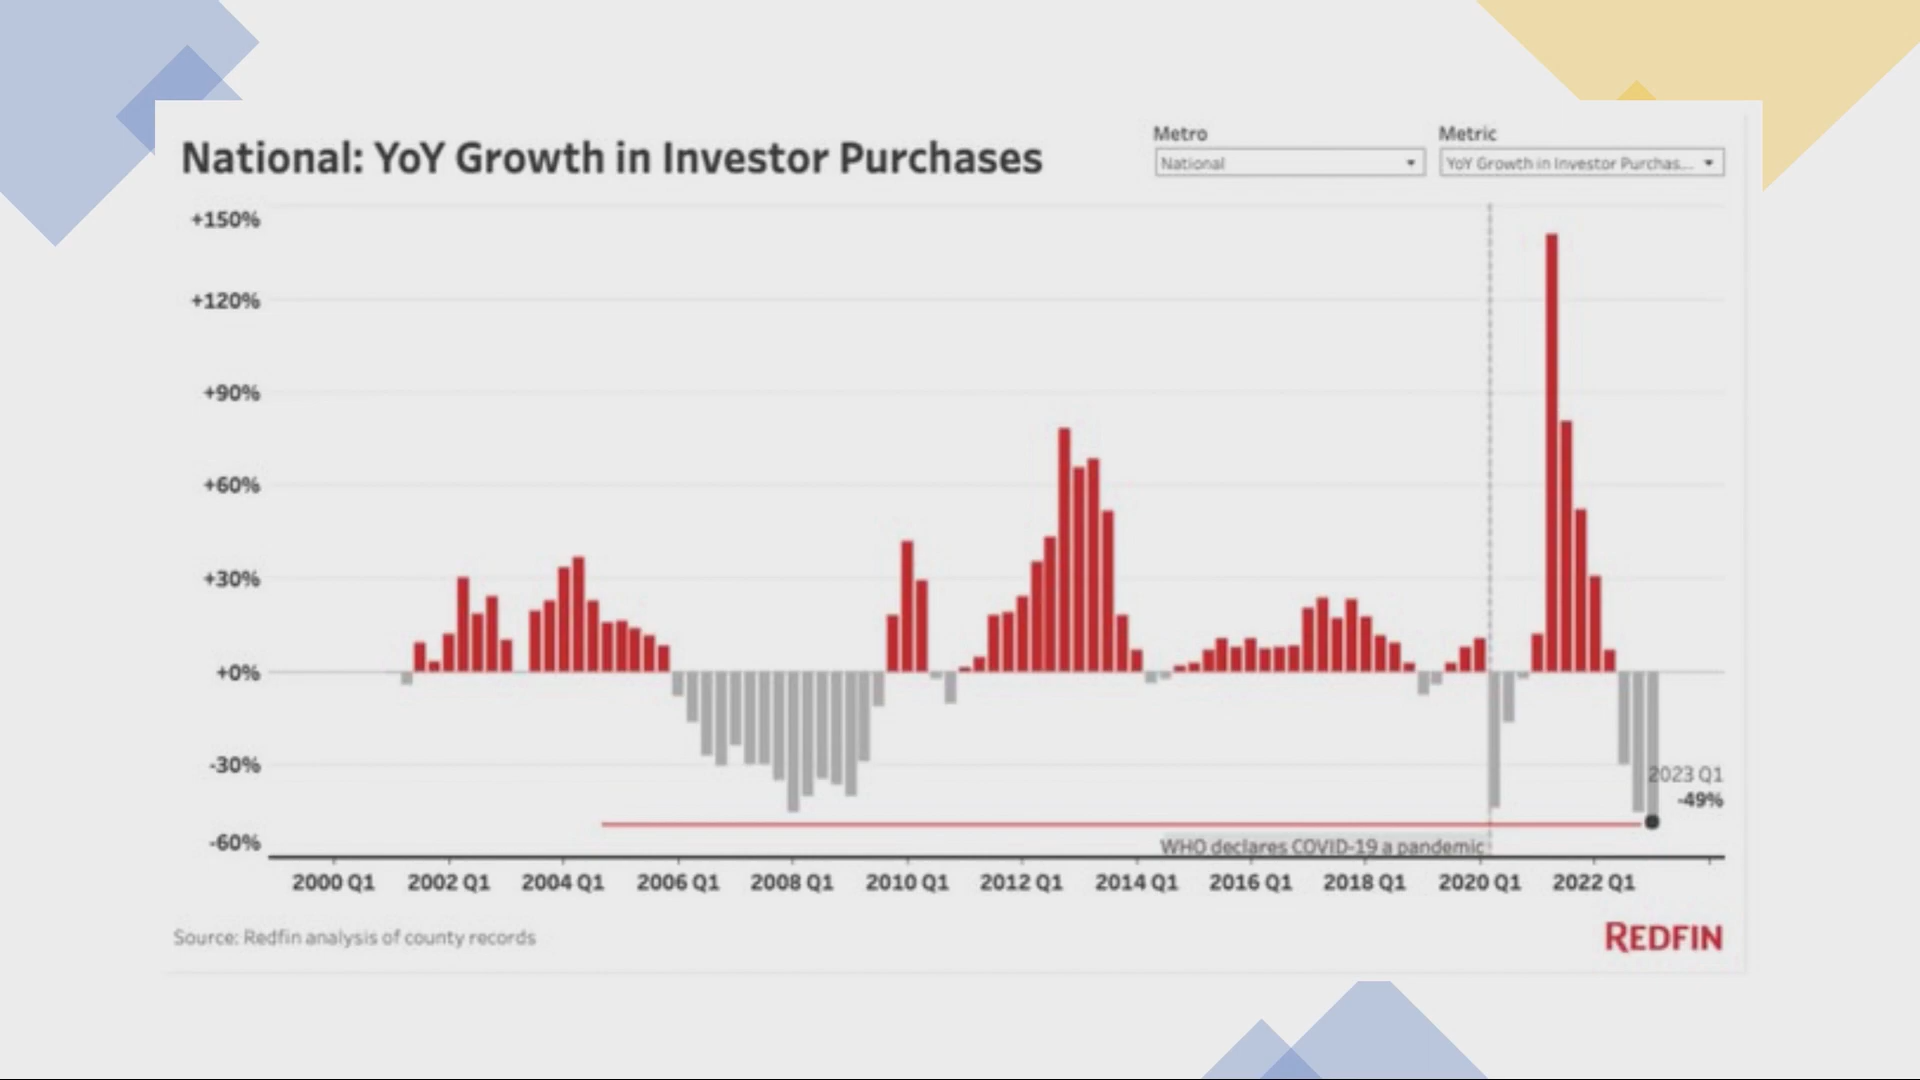 National: YoY Growth in Investor Purchases
Metro
National
Metric
YoY Growth in Investor Purchas...
+150%
+120%
+90%
+60%
+30%
+0%
-30%
-60%
2023 Q1
-49%
WHO declares COVID-19 a pandemic
2000 Q1 2002 Q1 2004 Q1 2006 Q1 2008 Q1 2010 Q1 2012 Q1 2014 Q1 2016 Q1 2018 Q1 2020 Q1 2022 Q1
Source: Redfin analysis of county records
REDFIN